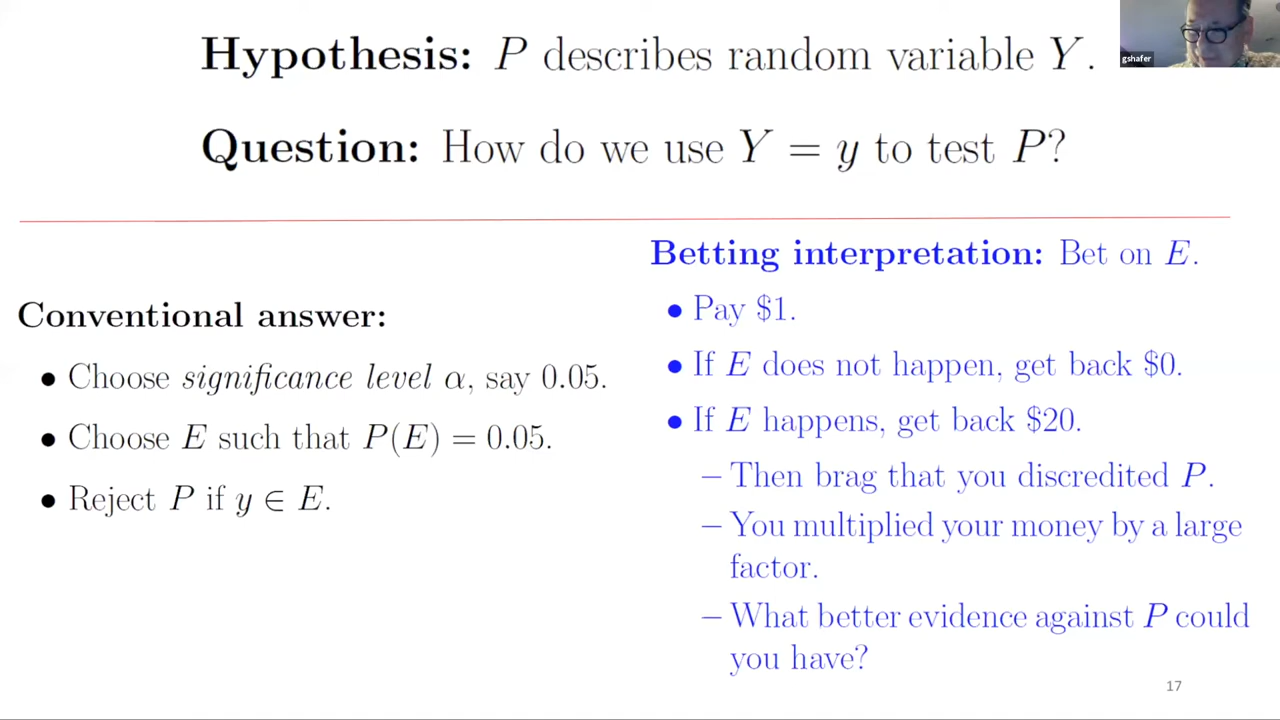 Hypothesis: P describes random variable Y.
gshafer
Question: How do we use Y = y to test P?
Conventional answer:
• Choose significance level α, say 0.05.
• Choose E such that P(E) = 0.05.
• Reject P if y ∈ E.
Betting interpretation: Bet on E.
• Pay $1.
• If E does not happen, get back $0.
• If E happens, get back $20.
– Then brag that you discredited P.
– You multiplied your money by a large
factor.
– What better evidence against P could
you have?
17